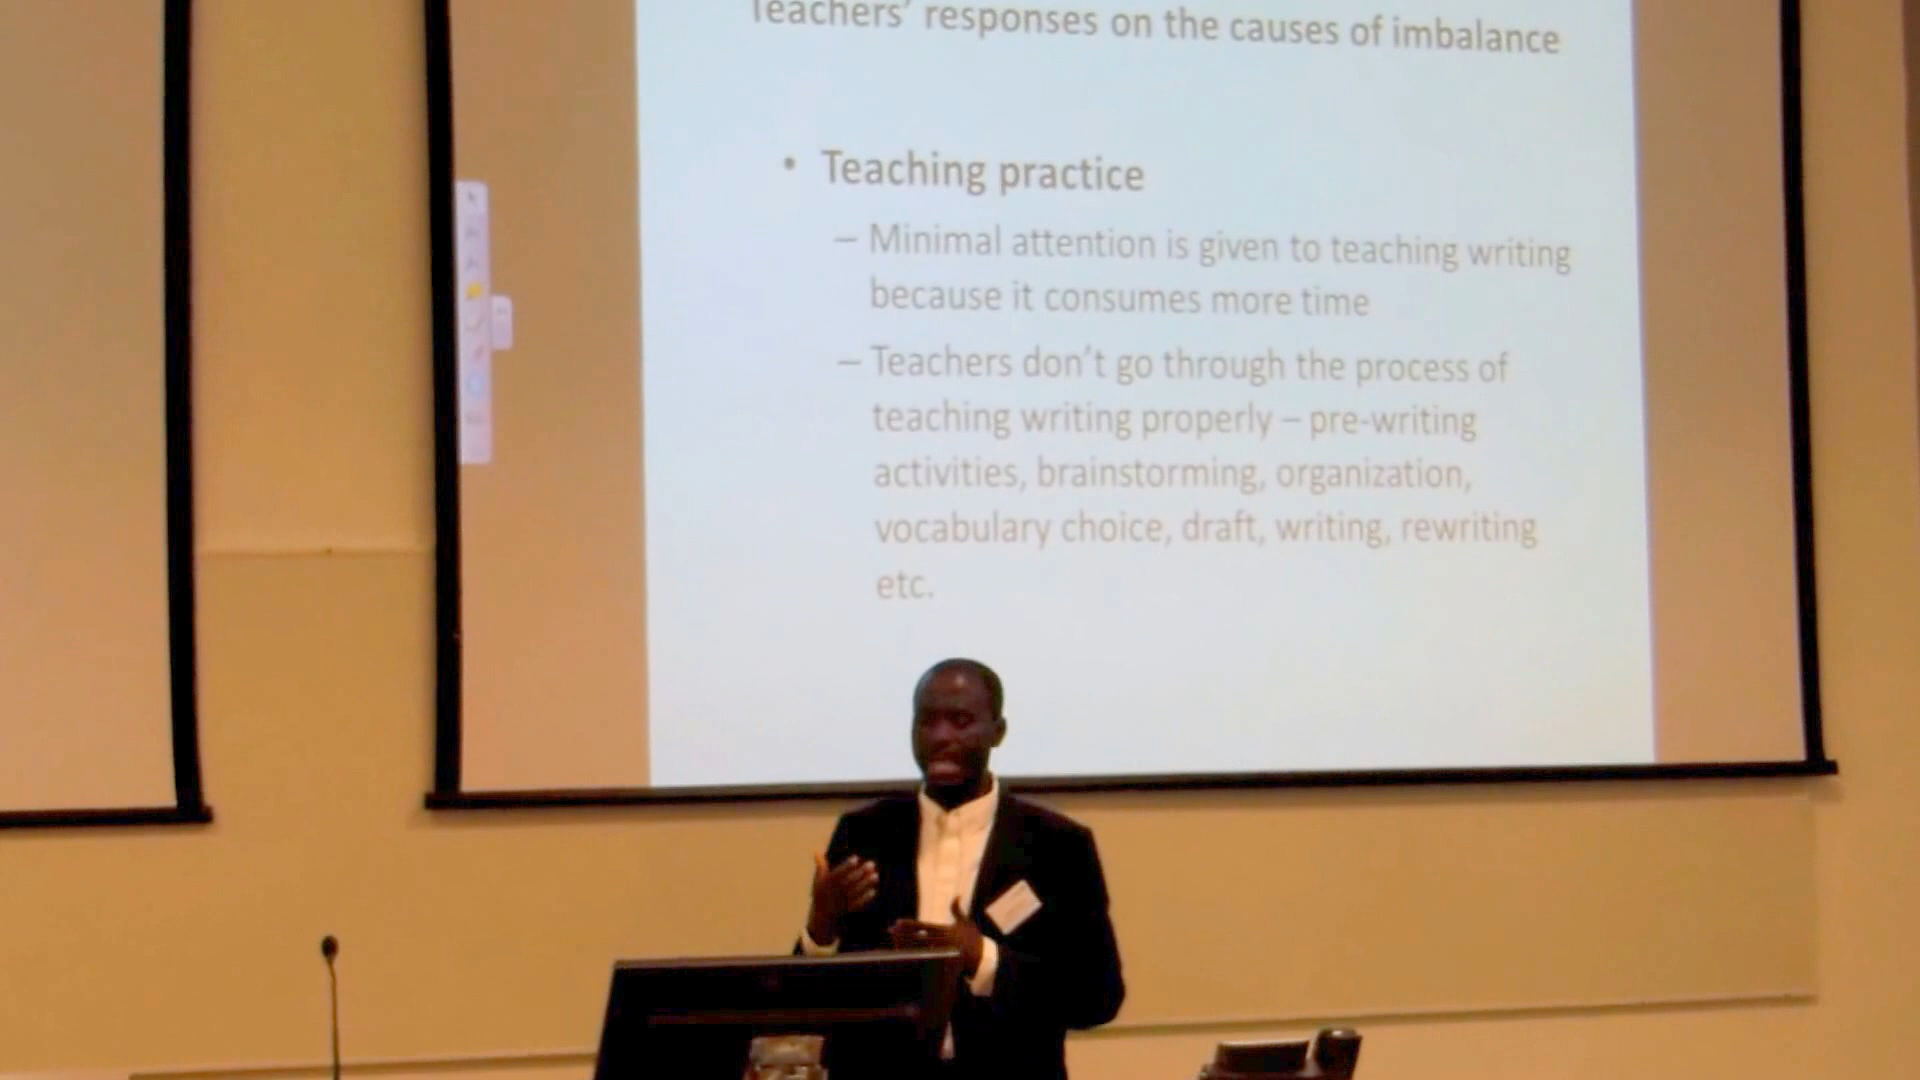 Teachers' responses on the causes of imbalance
• Teaching practice
– Minimal attention is given to teaching writing
because it consumes more time
– Teachers don't go through the process of
teaching writing properly – pre-writing
activities, brainstorming, organization,
vocabulary choice, draft, writing, rewriting
etc.